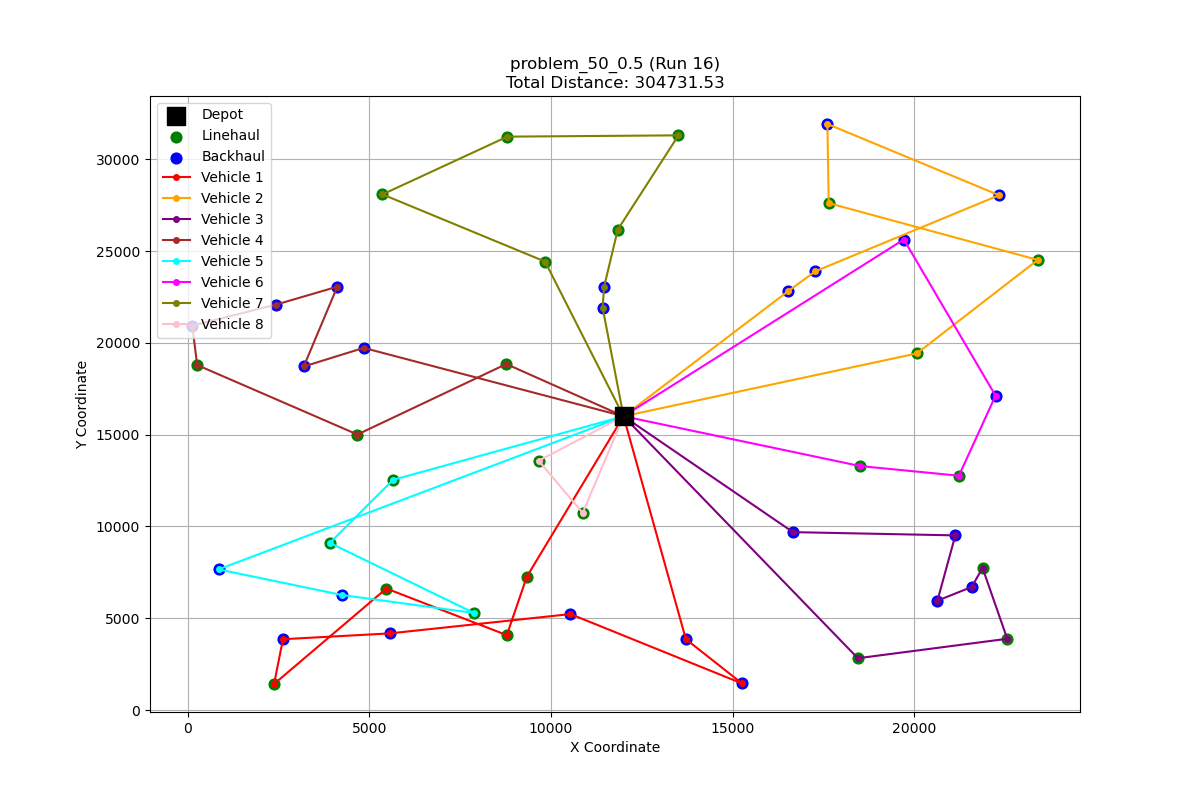 problem_50_0.5 (Run 16)
Total Distance: 304731.53
Depot
Linehaul
Backhaul
Vehicle 1
Vehicle 2
Vehicle 3
Vehicle 4
Vehicle 5
Vehicle 6
Vehicle 7
Vehicle 8
30000
25000
20000
15000
10000
5000
0
Y Coordinate
0
5000
10000
15000
20000
X Coordinate